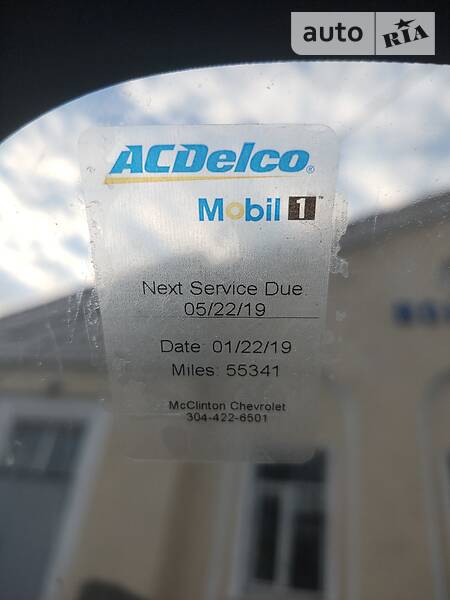 auto RIA
ACDelco®
Mobil 1™
Next Service Due:
05/22/19
Date: 01/22/19
Miles: 55341
McClinton Chevrolet
304-422-6501